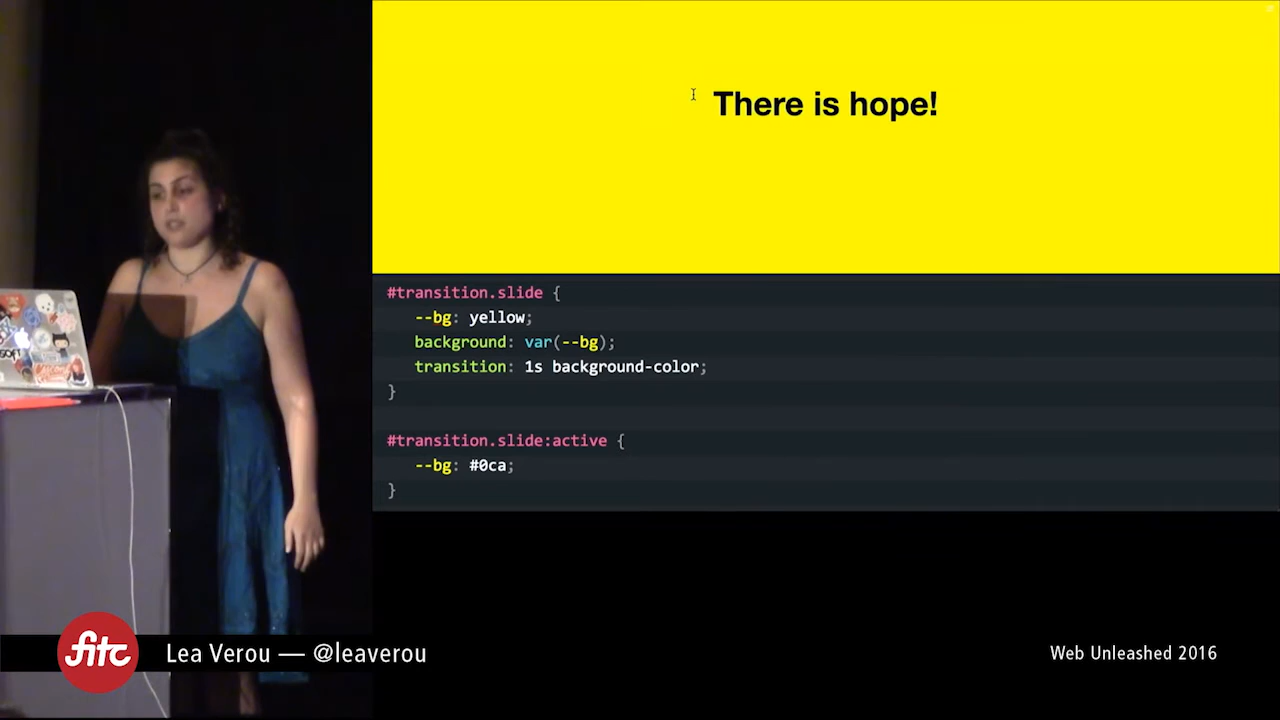 There is hope!
#transition.slide {
--bg: yellow;
background: var(--bg);
transition: 1s background-color;
}
#transition.slide:active {
--bg: #0ca;
}
fitc
Lea Verou — @leaverou
Web Unleashed 2016